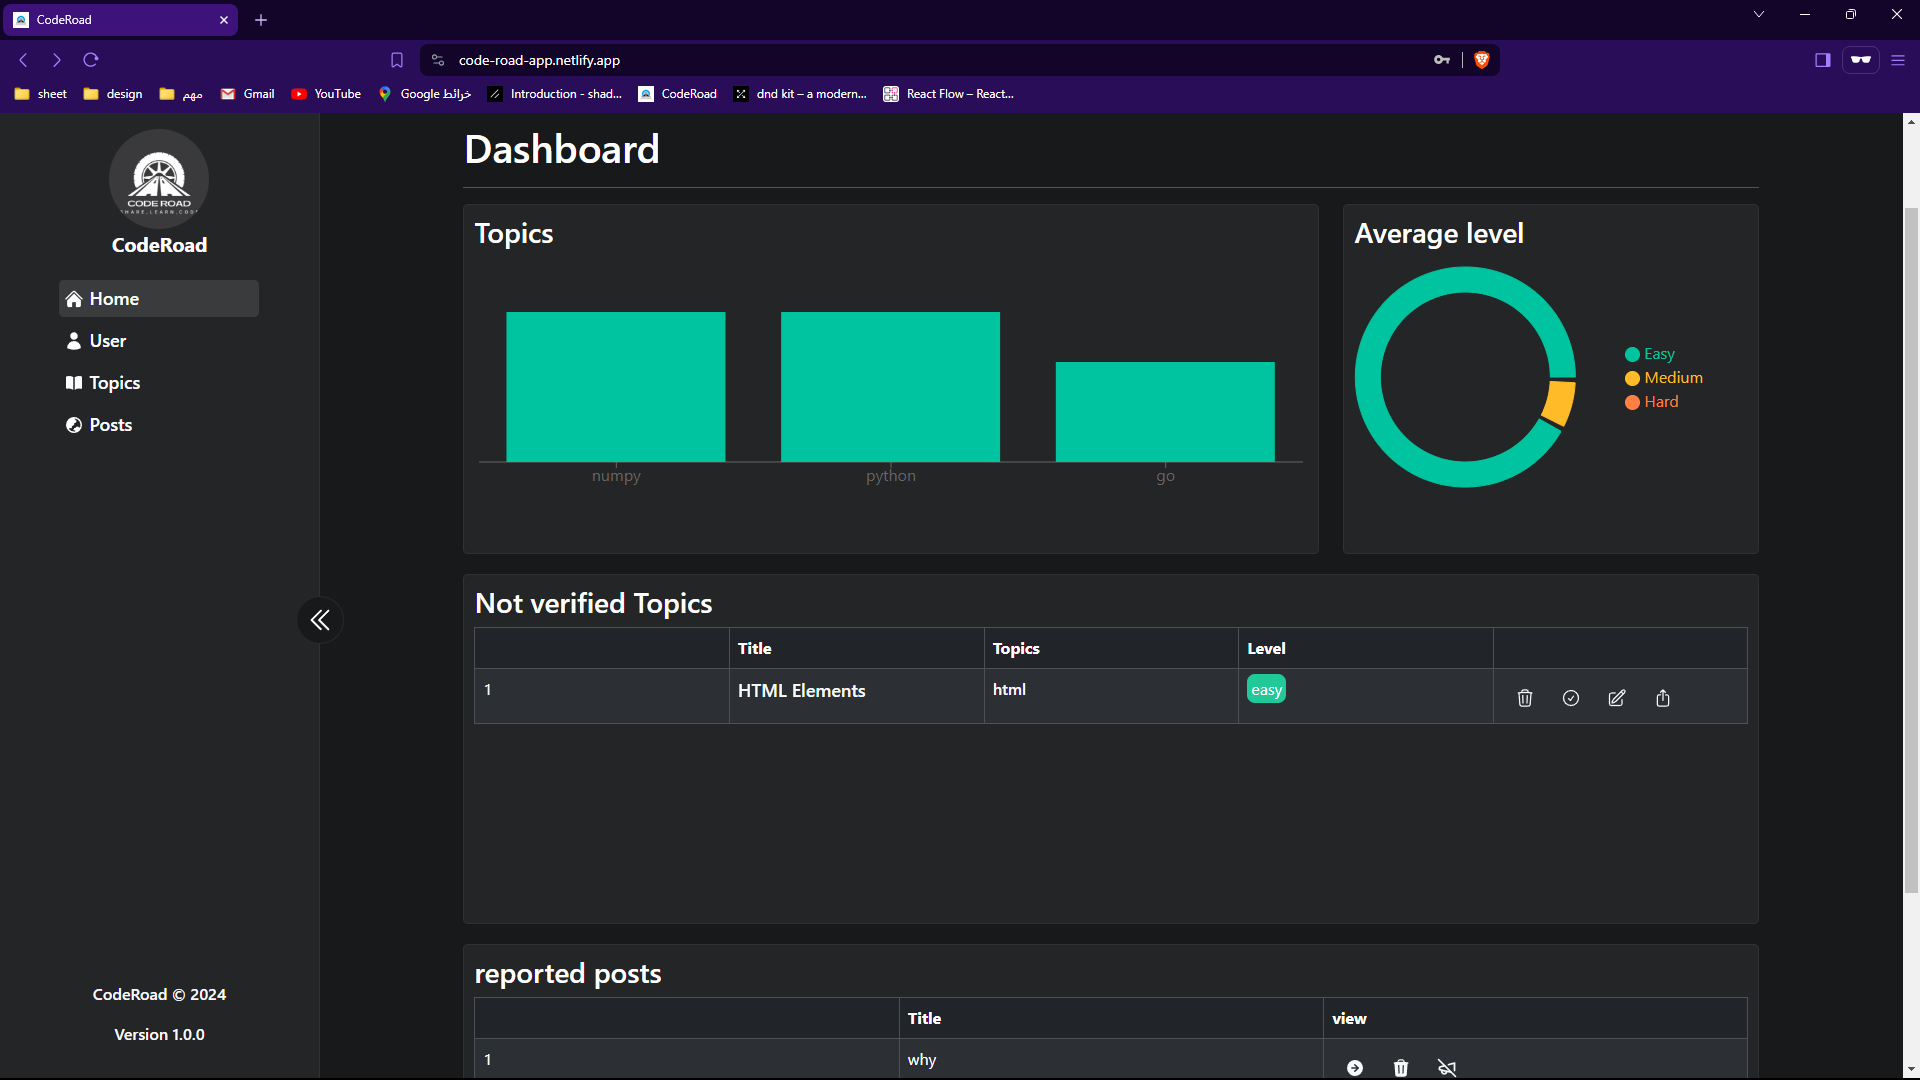 CodeRoad
code-road-app.netlify.app
sheet
design
مهم
Gmail
YouTube
Google خرائط
Introduction - shad...
CodeRoad
dnd kit – a modern...
React Flow – React...
CODE ROAD
SHARE.LEARN.CODE
CodeRoad
Home
User
Topics
Posts
CodeRoad © 2024
Version 1.0.0
Dashboard
Topics
numpy
python
go
Average level
Easy
Medium
Hard
Not verified Topics
Title
Topics
Level
1
HTML Elements
html
easy
reported posts
Title
view
1
why